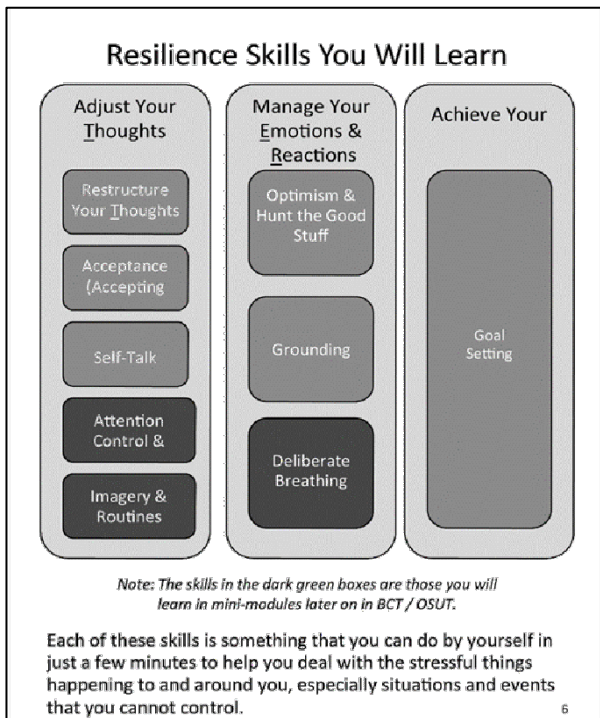 Resilience Skills You Will Learn
Adjust Your
Thoughts
Restructure
Your Thoughts
Acceptance
(Accepting
Self-Talk
Attention
Control &
Imagery &
Routines
Manage Your
Emotions &
Reactions
Optimism &
Hunt the Good
Stuff
Grounding
Deliberate
Breathing
Achieve Your
Goal
Setting
Note: The skills in the dark green boxes are those you will
learn in mini-modules later on in BCT / OSUT.
Each of these skills is something that you can do by yourself in
just a few minutes to help you deal with the stressful things
happening to and around you, especially situations and events
that you cannot control.
6